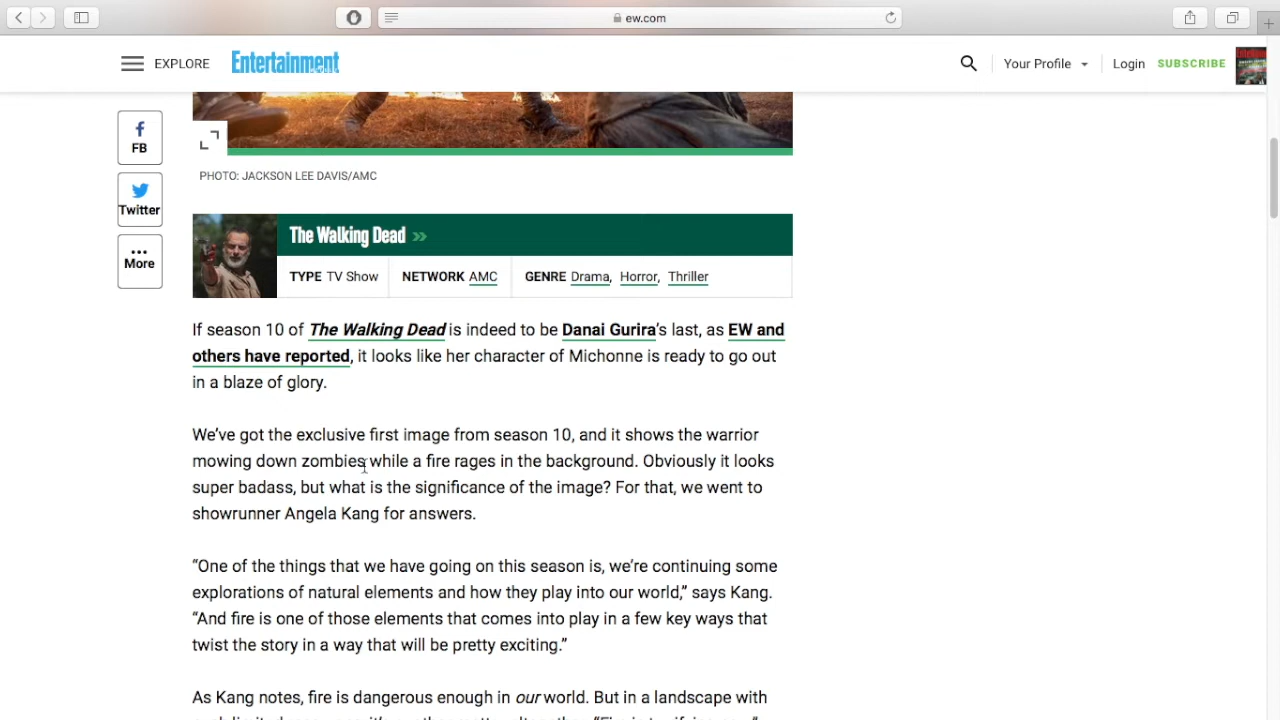 ew.com
EXPLORE
Entertainment
Your Profile
Login
SUBSCRIBE
FB
Twitter
More
PHOTO: JACKSON LEE DAVIS/AMC
The Walking Dead >>
TYPE TV Show
NETWORK AMC
GENRE Drama, Horror, Thriller
If season 10 of The Walking Dead is indeed to be Danai Gurira’s last, as EW and
others have reported, it looks like her character of Michonne is ready to go out
in a blaze of glory.
We’ve got the exclusive first image from season 10, and it shows the warrior
mowing down zombies while a fire rages in the background. Obviously it looks
super badass, but what is the significance of the image? For that, we went to
showrunner Angela Kang for answers.
“One of the things that we have going on this season is, we’re continuing some
explorations of natural elements and how they play into our world,” says Kang.
“And fire is one of those elements that comes into play in a few key ways that
twist the story in a way that will be pretty exciting.”
As Kang notes, fire is dangerous enough in our world. But in a landscape with